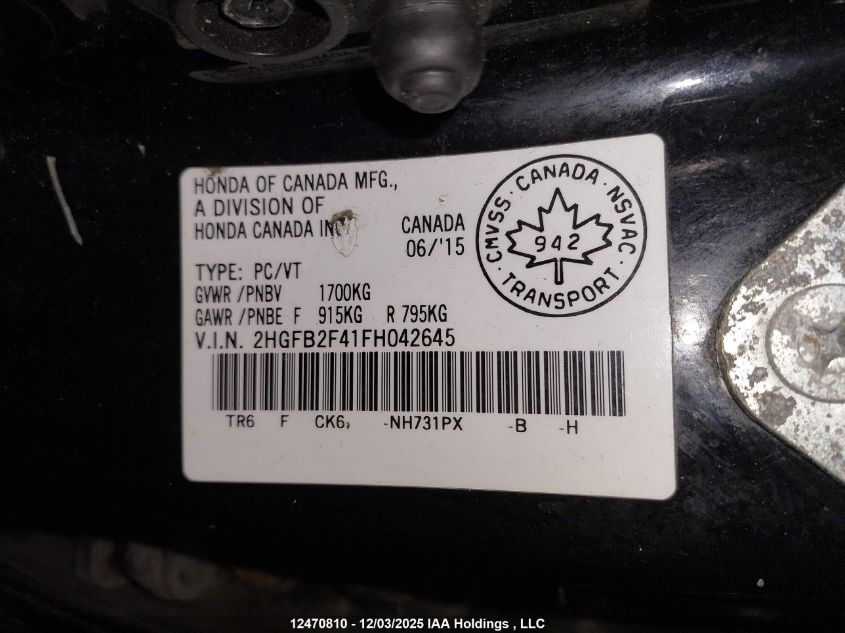 HONDA OF CANADA MFG.,
A DIVISION OF
HONDA CANADA
CANADA
06/'15
CMVSS · CANADA · NSVAC · TRANSPORT ·
942
TYPE: PC/VT
GVWR /PNBV 1700KG
GAWR /PNBE F 915KG R 795KG
V.I.N. 2HGFB2F41FH042645
TR6 F CK6, -NH731PX -B -H
12470810 - 12/03/2025 IAA Holdings , LLC